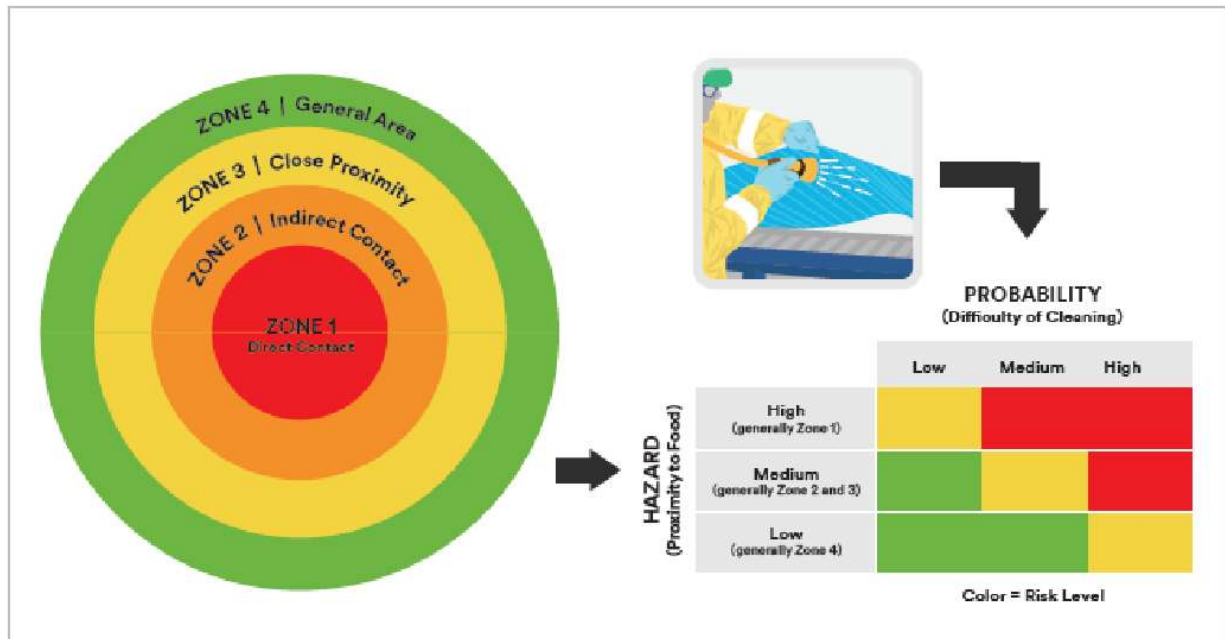 ZONE 4 | General Area
ZONE 3 | Close Proximity
ZONE 2 | Indirect Contact
ZONE 1
Direct Contact
PROBABILITY
(Difficulty of Cleaning)
Low Medium High
HAZARD
(Proximity to Food)
High
(generally Zone 1)
Medium
(generally Zone 2 and 3)
Low
(generally Zone 4)
Color = Risk Level